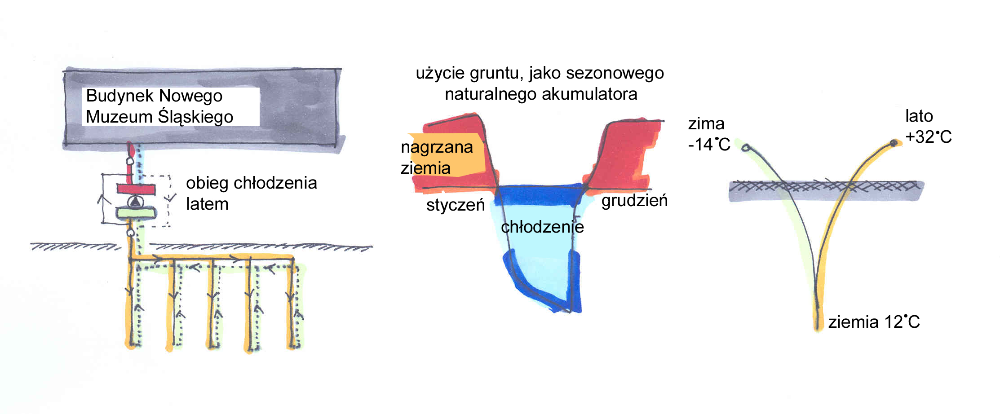 Budynek Nowego
Muzeum Śląskiego
obieg chłodzenia
latem
użycie gruntu, jako sezonowego
naturalnego akumulatora
nagrzana
ziemia
styczeń
grudzień
chłodzenie
zima
-14°C
lato
+32°C
ziemia 12°C